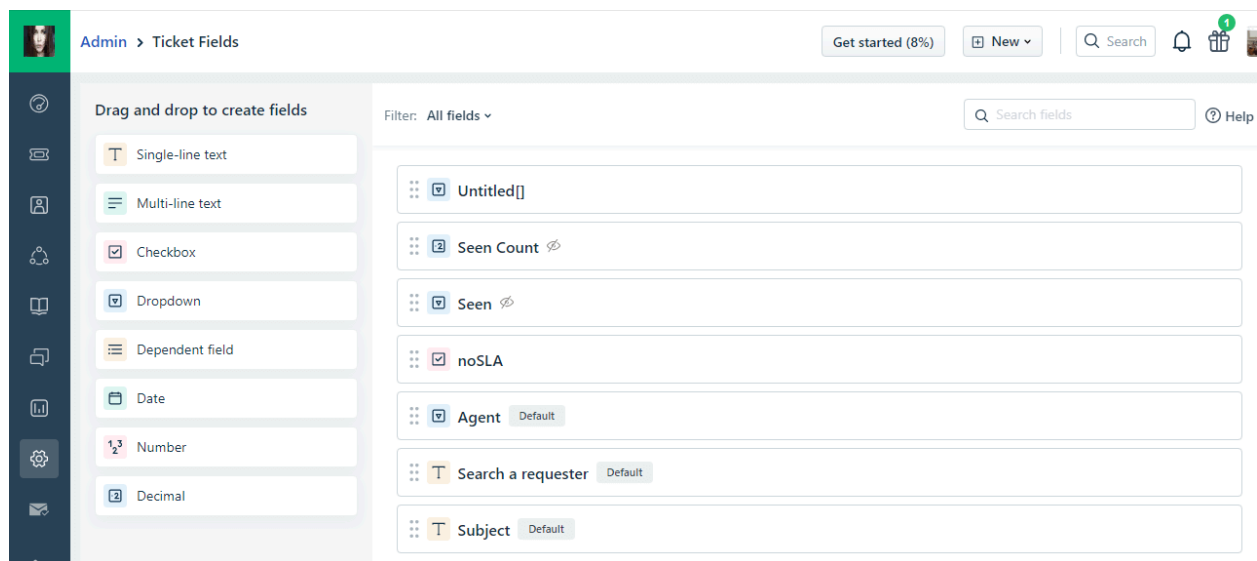 Admin > Ticket Fields
Get started (8%)
New
Search
1
Drag and drop to create fields
Single-line text
Multi-line text
Checkbox
Dropdown
Dependent field
Date
Number
Decimal
Filter: All fields
Search fields
Help
Untitled[]
Seen Count
Seen
noSLA
Agent Default
Search a requester Default
Subject Default